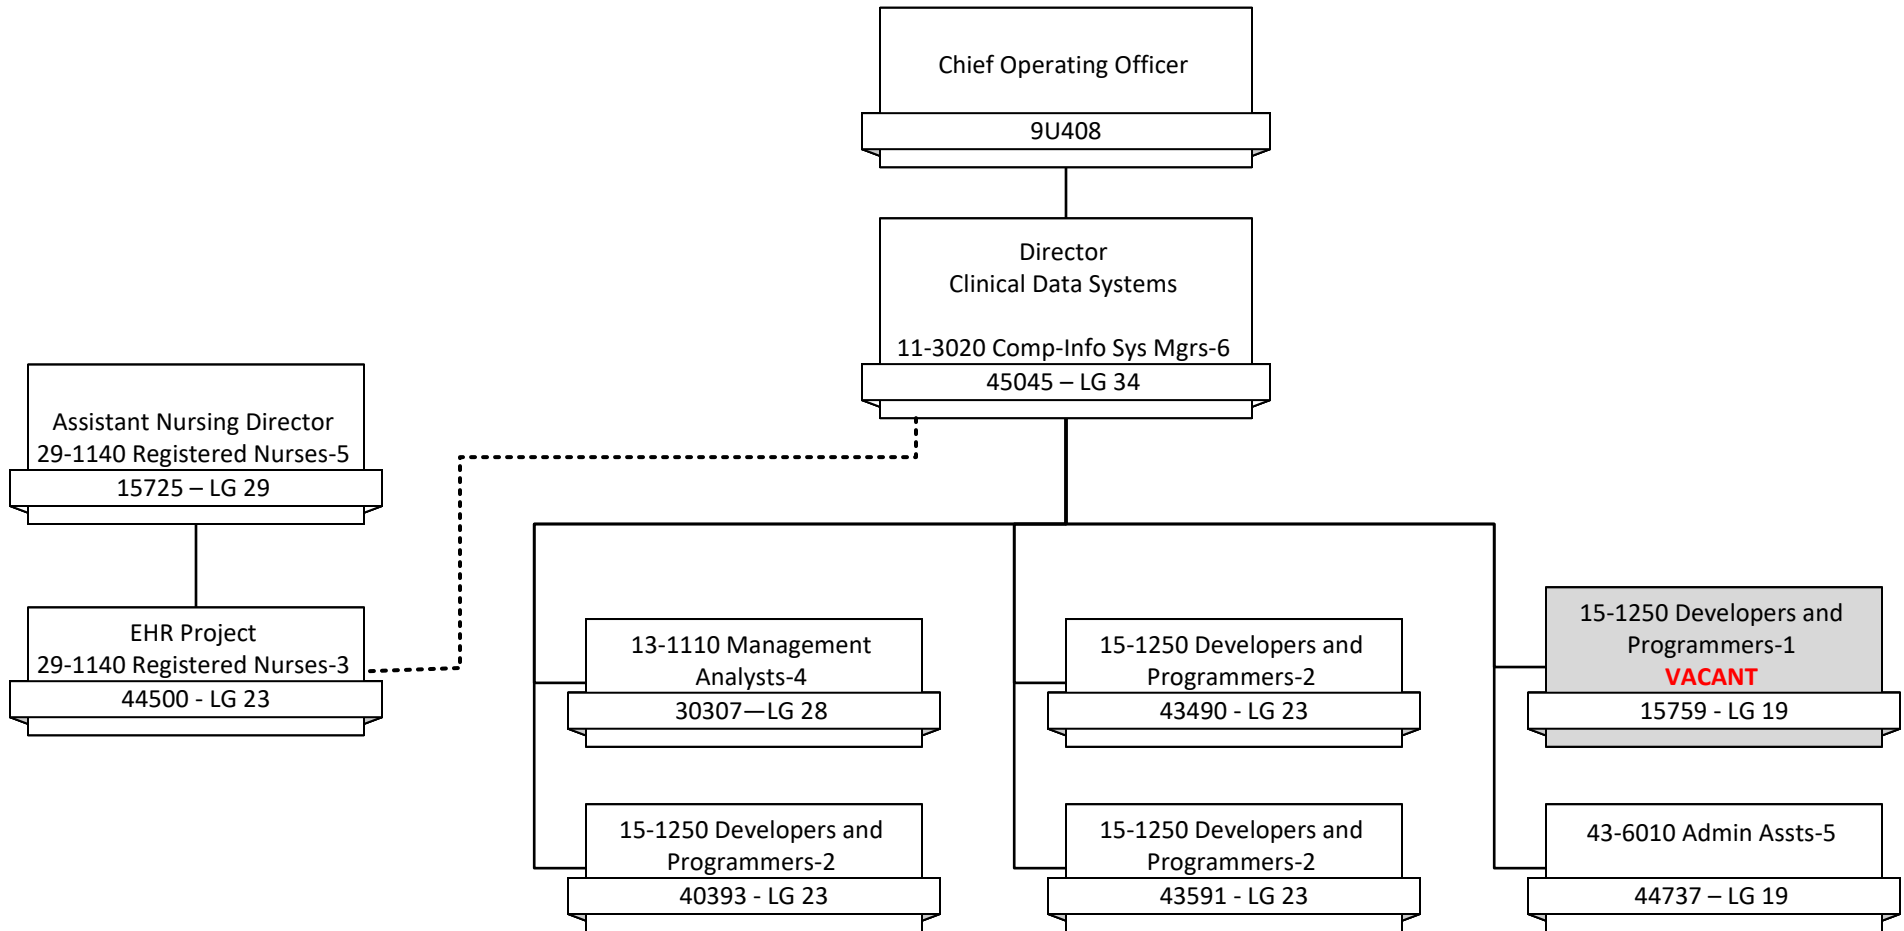 Chief Operating Officer
9U408
Director
Clinical Data Systems
11-3020 Comp-Info Sys Mgrs-6
45045 – LG 34
Assistant Nursing Director
29-1140 Registered Nurses-5
15725 – LG 29
EHR Project
29-1140 Registered Nurses-3
44500 - LG 23
13-1110 Management
Analysts-4
30307—LG 28
15-1250 Developers and
Programmers-2
43490 - LG 23
15-1250 Developers and
Programmers-1
VACANT
15759 - LG 19
15-1250 Developers and
Programmers-2
40393 - LG 23
15-1250 Developers and
Programmers-2
43591 - LG 23
43-6010 Admin Assts-5
44737 – LG 19